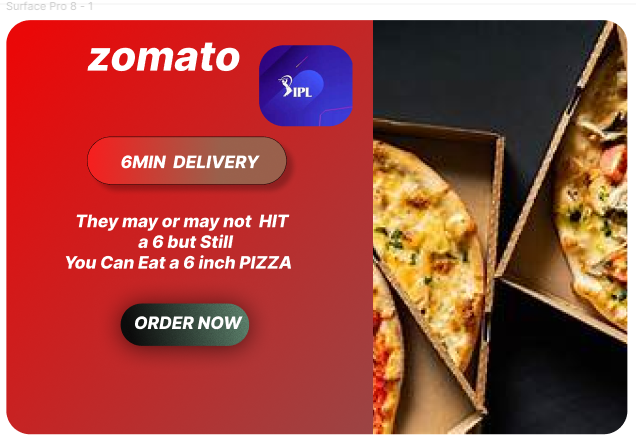 Surface Pro 8 - 1
zomato
IPL
6MIN DELIVERY
They may or may not HIT
a 6 but Still
You Can Eat a 6 inch PIZZA
ORDER NOW